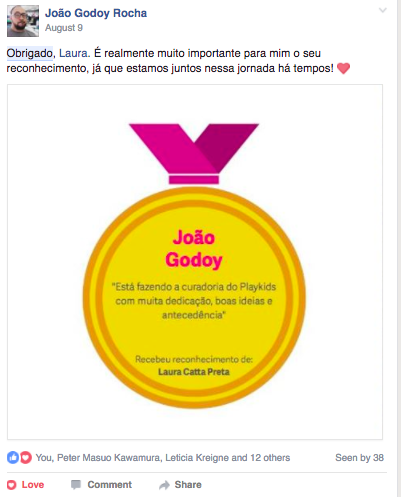 João Godoy Rocha
August 9
Obrigado, Laura. É realmente muito importante para mim o seu
reconhecimento, já que estamos juntos nessa jornada há tempos!
João
Godoy
"Está fazendo a curadoria do Playkids
com muita dedicação, boas ideias e
antecedência"
Recebeu reconhecimento de:
Laura Catta Preta
You, Peter Masuo Kawamura, Leticia Kreigne and 12 others Seen by 38
Love Comment Share